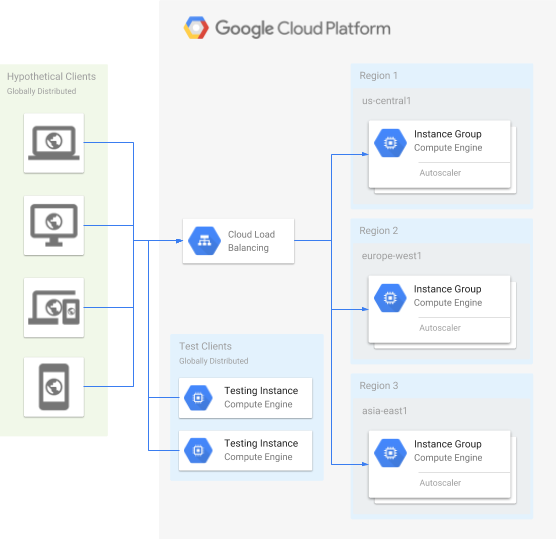 Google Cloud Platform
Hypothetical Clients
Globally Distributed
Cloud Load
Balancing
Test Clients
Globally Distributed
Testing Instance
Compute Engine
Testing Instance
Compute Engine
Region 1
us-central1
Instance Group
Compute Engine
Autoscaler
Region 2
europe-west1
Instance Group
Compute Engine
Autoscaler
Region 3
asia-east1
Instance Group
Compute Engine
Autoscaler